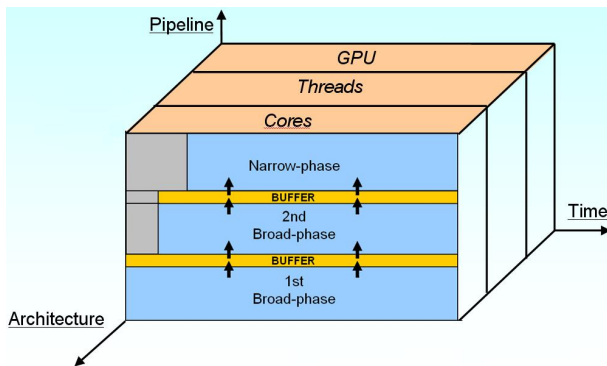 Pipeline
GPU
Threads
Cores
Narrow-phase
BUFFER
2nd
Broad-phase
Time
BUFFER
1st
Broad-phase
Architecture